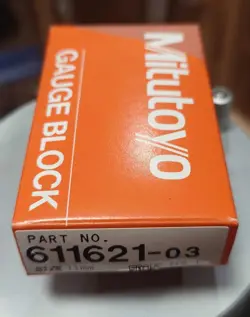 Mitutoyo
GAUGE BLOCK
PART NO.
611621-03